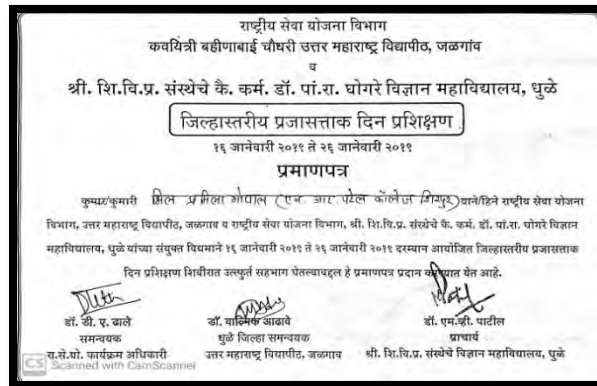 राष्ट्रीय सेवा योजना विभाग
कवयित्री बहीणाबाई चौधरी उत्तर महाराष्ट्र विद्यापीठ, जळगांव
व
श्री. शि.वि.प्र. संस्थेचे कै. कर्म. डॉ. पां.रा. घोगरे विज्ञान महाविद्यालय, धुळे
जिल्हास्तरीय प्रजासत्ताक दिन प्रशिक्षण
१६ जानेवारी २०१९ ते २६ जानेवारी २०१९
प्रमाणपत्र
कुमार/कुमारी भिल प्रमिला गोपाल (एच. आर. पटेल कॉलेज शिरपुर) याने/हिने राष्ट्रीय सेवा योजना
विभाग, उत्तर महाराष्ट्र विद्यापीठ, जळगाव व राष्ट्रीय सेवा योजना विभाग, श्री. शि.वि.प्र. संस्थेचे कै. कर्म. डॉ. पां.रा. घोगरे विज्ञान
महाविद्यालय, धुळे यांच्या संयुक्त विद्यमाने १६ जानेवारी २०१९ ते २६ जानेवारी २०१९ दरम्यान आयोजित जिल्हास्तरीय प्रजासत्ताक
दिन प्रशिक्षण शिबीरात उत्स्फुर्त सहभाग घेतल्याबद्दल हे प्रमाणपत्र प्रदान करण्यात येत आहे.
डॉ. डी. ए. ढाले डॉ. वाल्मिक आढावे डॉ. एम.व्ही. पाटील
समन्वयक धुळे जिल्हा समन्वयक प्राचार्य
रा.से.यो. कार्यक्रम अधिकारी उत्तर महाराष्ट्र विद्यापीठ, जळगाव श्री. शि.वि.प्र. संस्थेचे विज्ञान महाविद्यालय, धुळे
CS Scanned with CamScanner